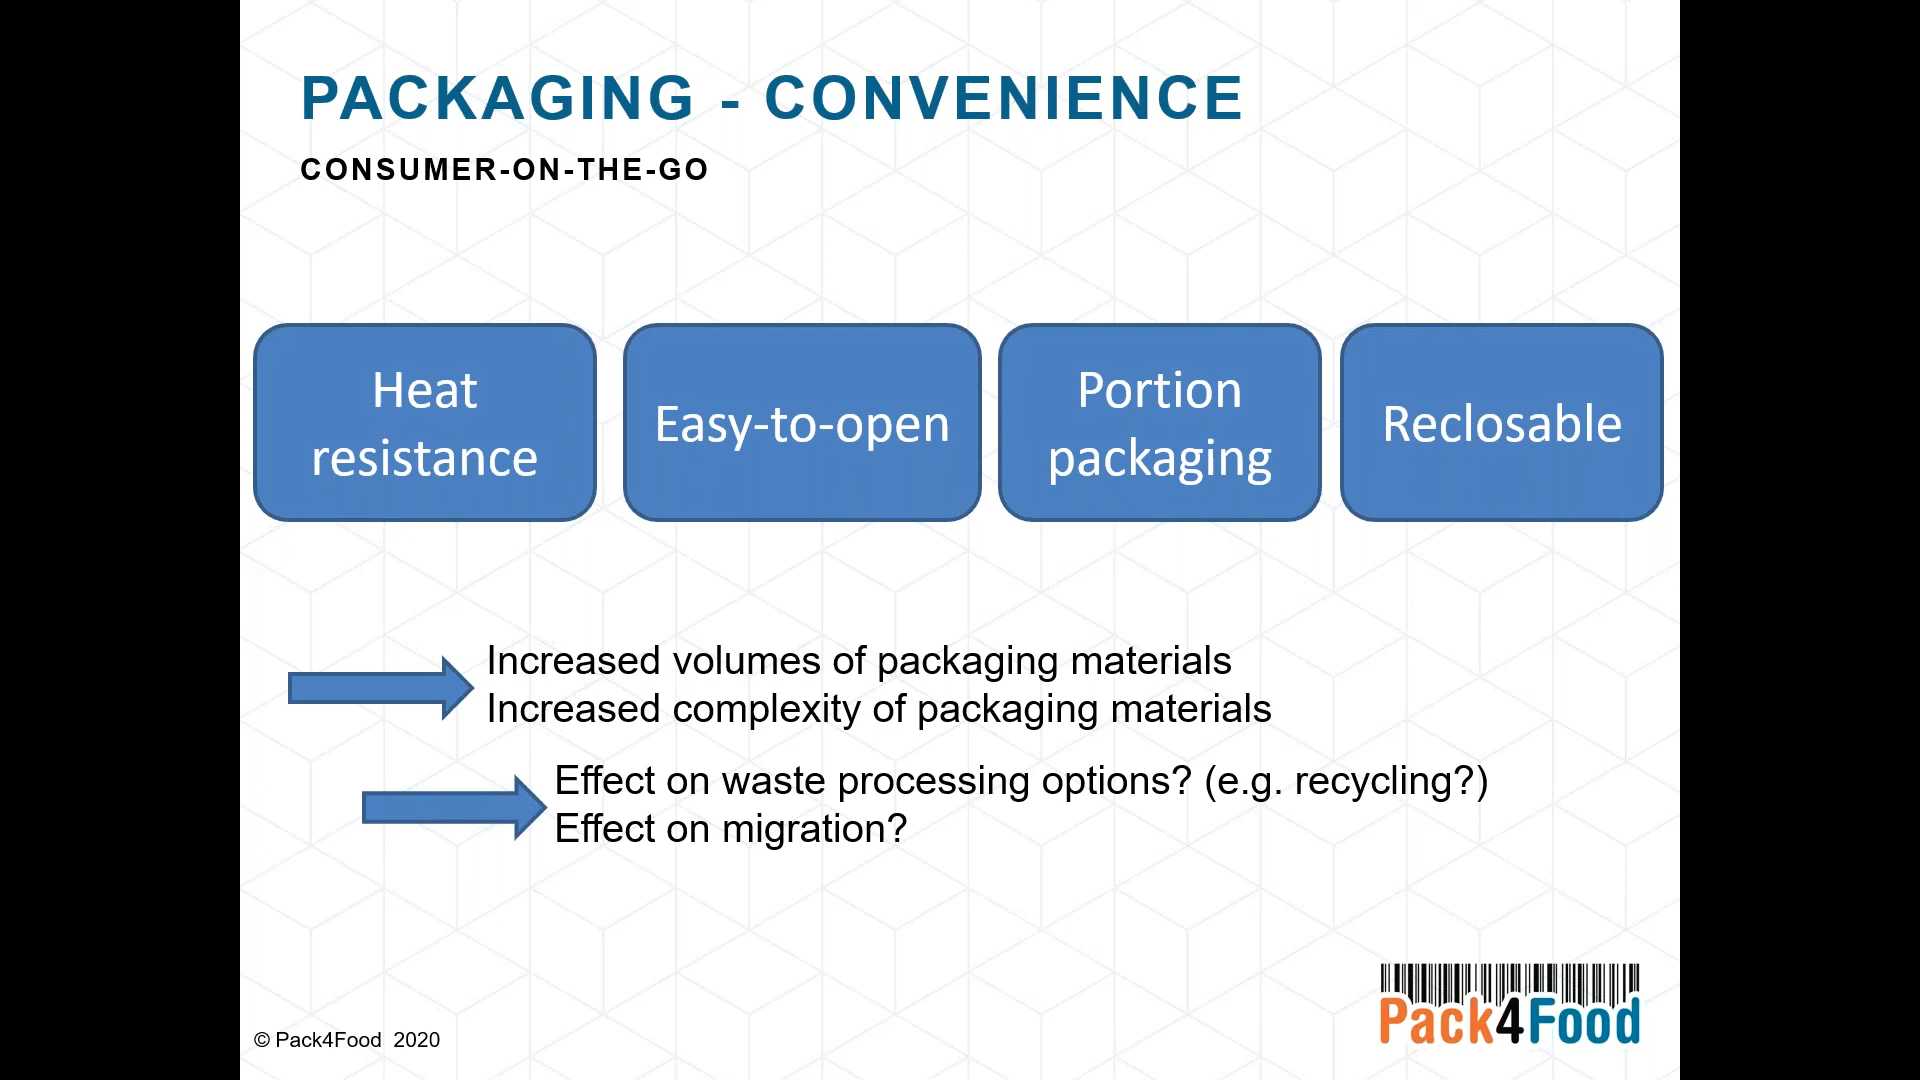 PACKAGING - CONVENIENCE
CONSUMER-ON-THE-GO
Heat
resistance
Easy-to-open
Portion
packaging
Reclosable
Increased volumes of packaging materials
Increased complexity of packaging materials
Effect on waste processing options? (e.g. recycling?)
Effect on migration?
© Pack4Food 2020
Pack4Food